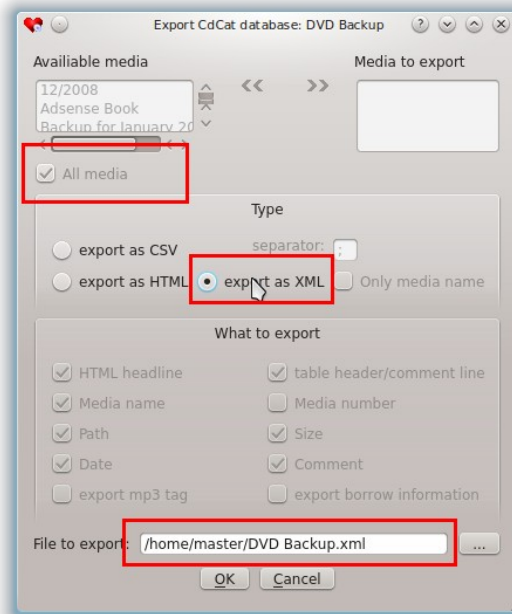 Export CdCat database: DVD Backup
Availiable media
Media to export
12/2008
Adsense Book
Backup for January 20
<< >>
All media
Type
export as CSV separator: ;
export as HTML export as XML Only media name
What to export
HTML headline table header/comment line
Media name Media number
Path Size
Date Comment
export mp3 tag export borrow information
File to export: /home/master/DVD Backup.xml ...
OK Cancel